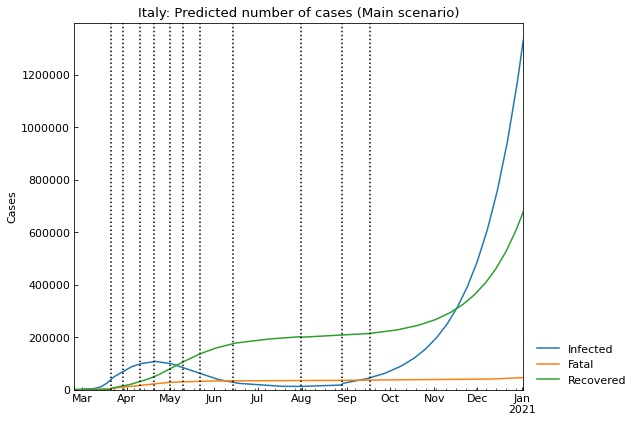 Italy: Predicted number of cases (Main scenario)
Cases
1200000
1000000
800000
600000
400000
200000
0
Mar Apr May Jun Jul Aug Sep Oct Nov Dec Jan
2021
Infected
Fatal
Recovered